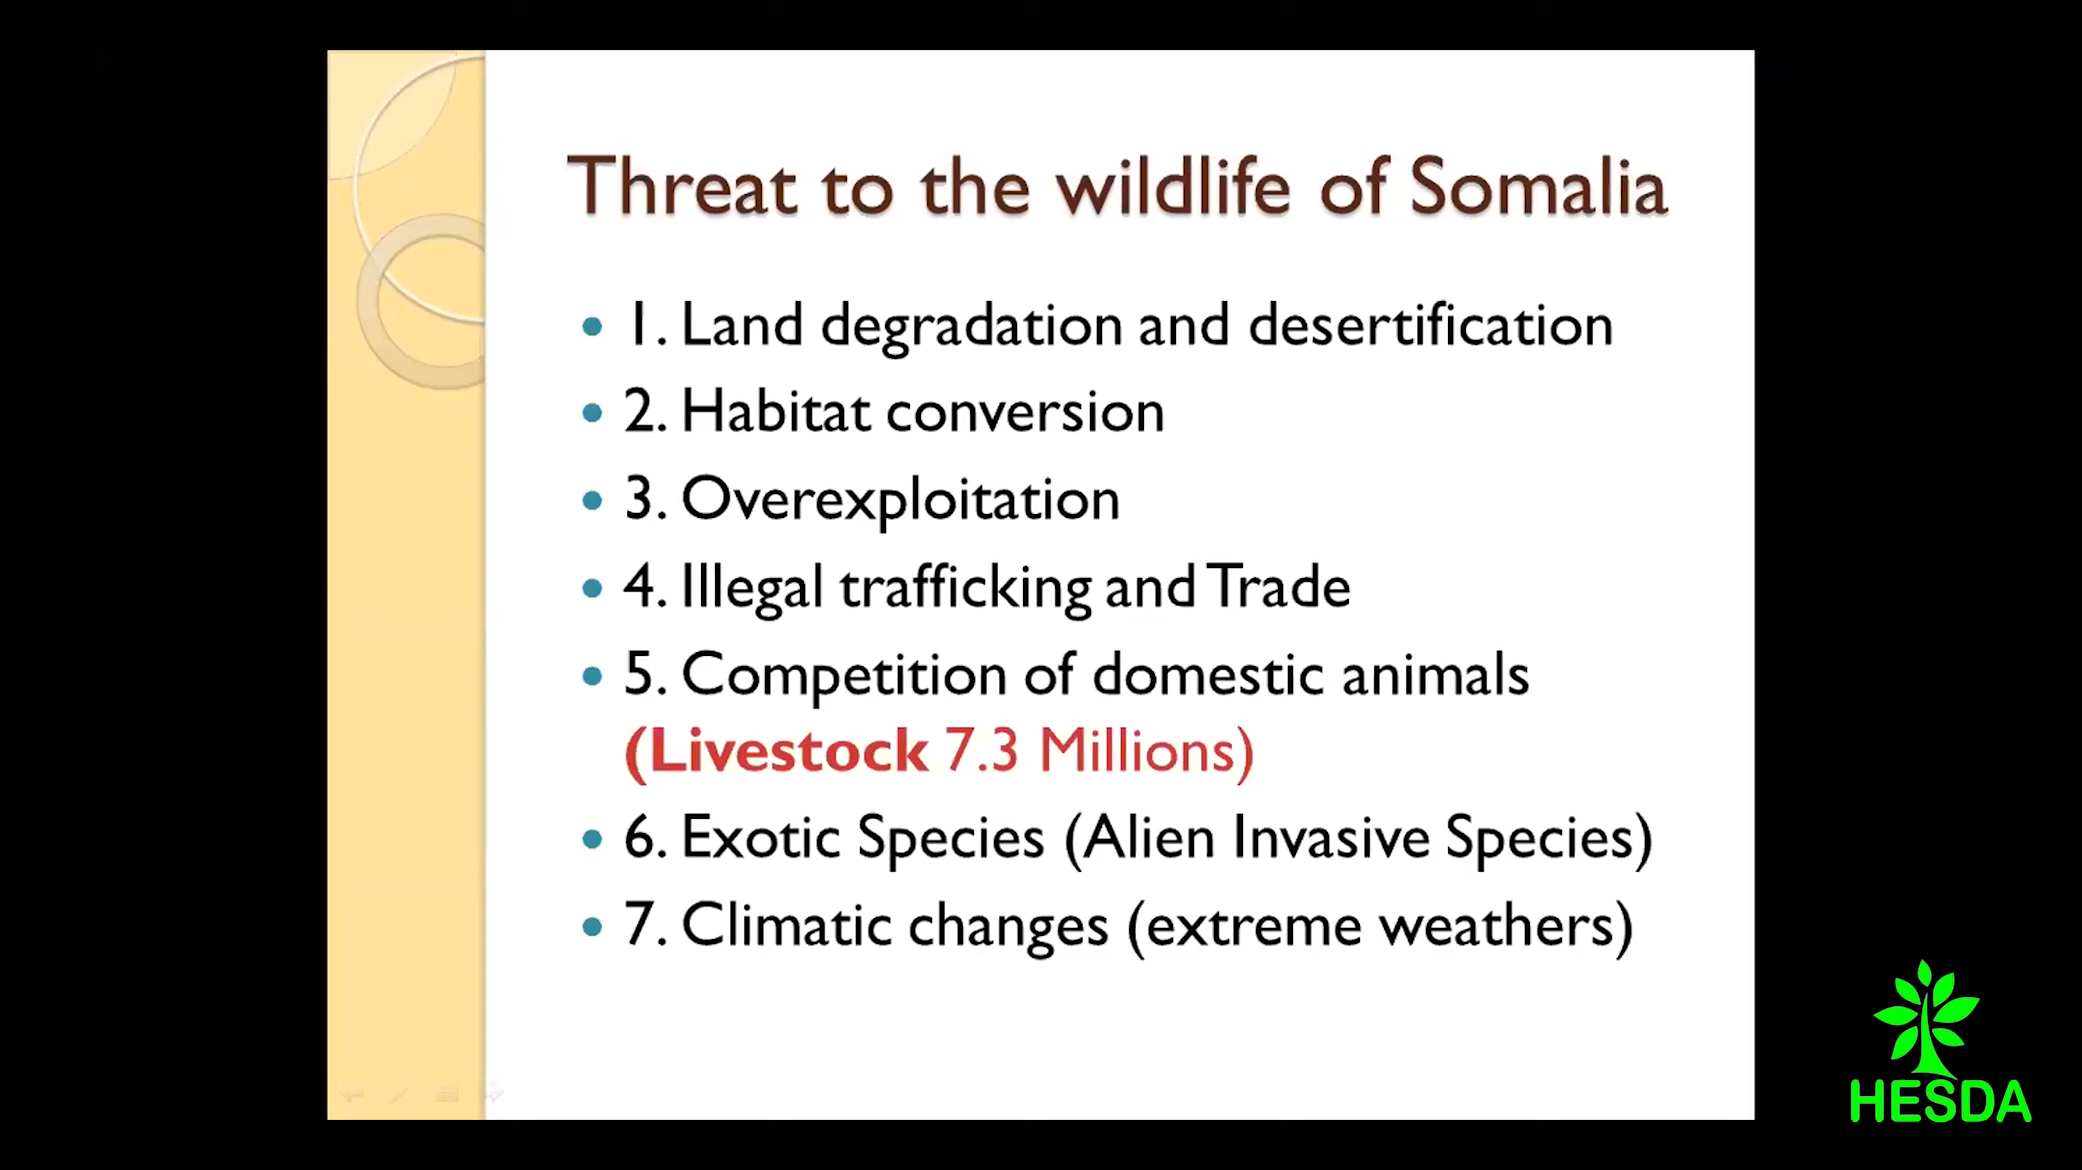 Threat to the wildlife of Somalia
• 1. Land degradation and desertification
• 2. Habitat conversion
• 3. Overexploitation
• 4. Illegal trafficking and Trade
• 5. Competition of domestic animals
(Livestock 7.3 Millions)
• 6. Exotic Species (Alien Invasive Species)
• 7. Climatic changes (extreme weathers)
HESDA